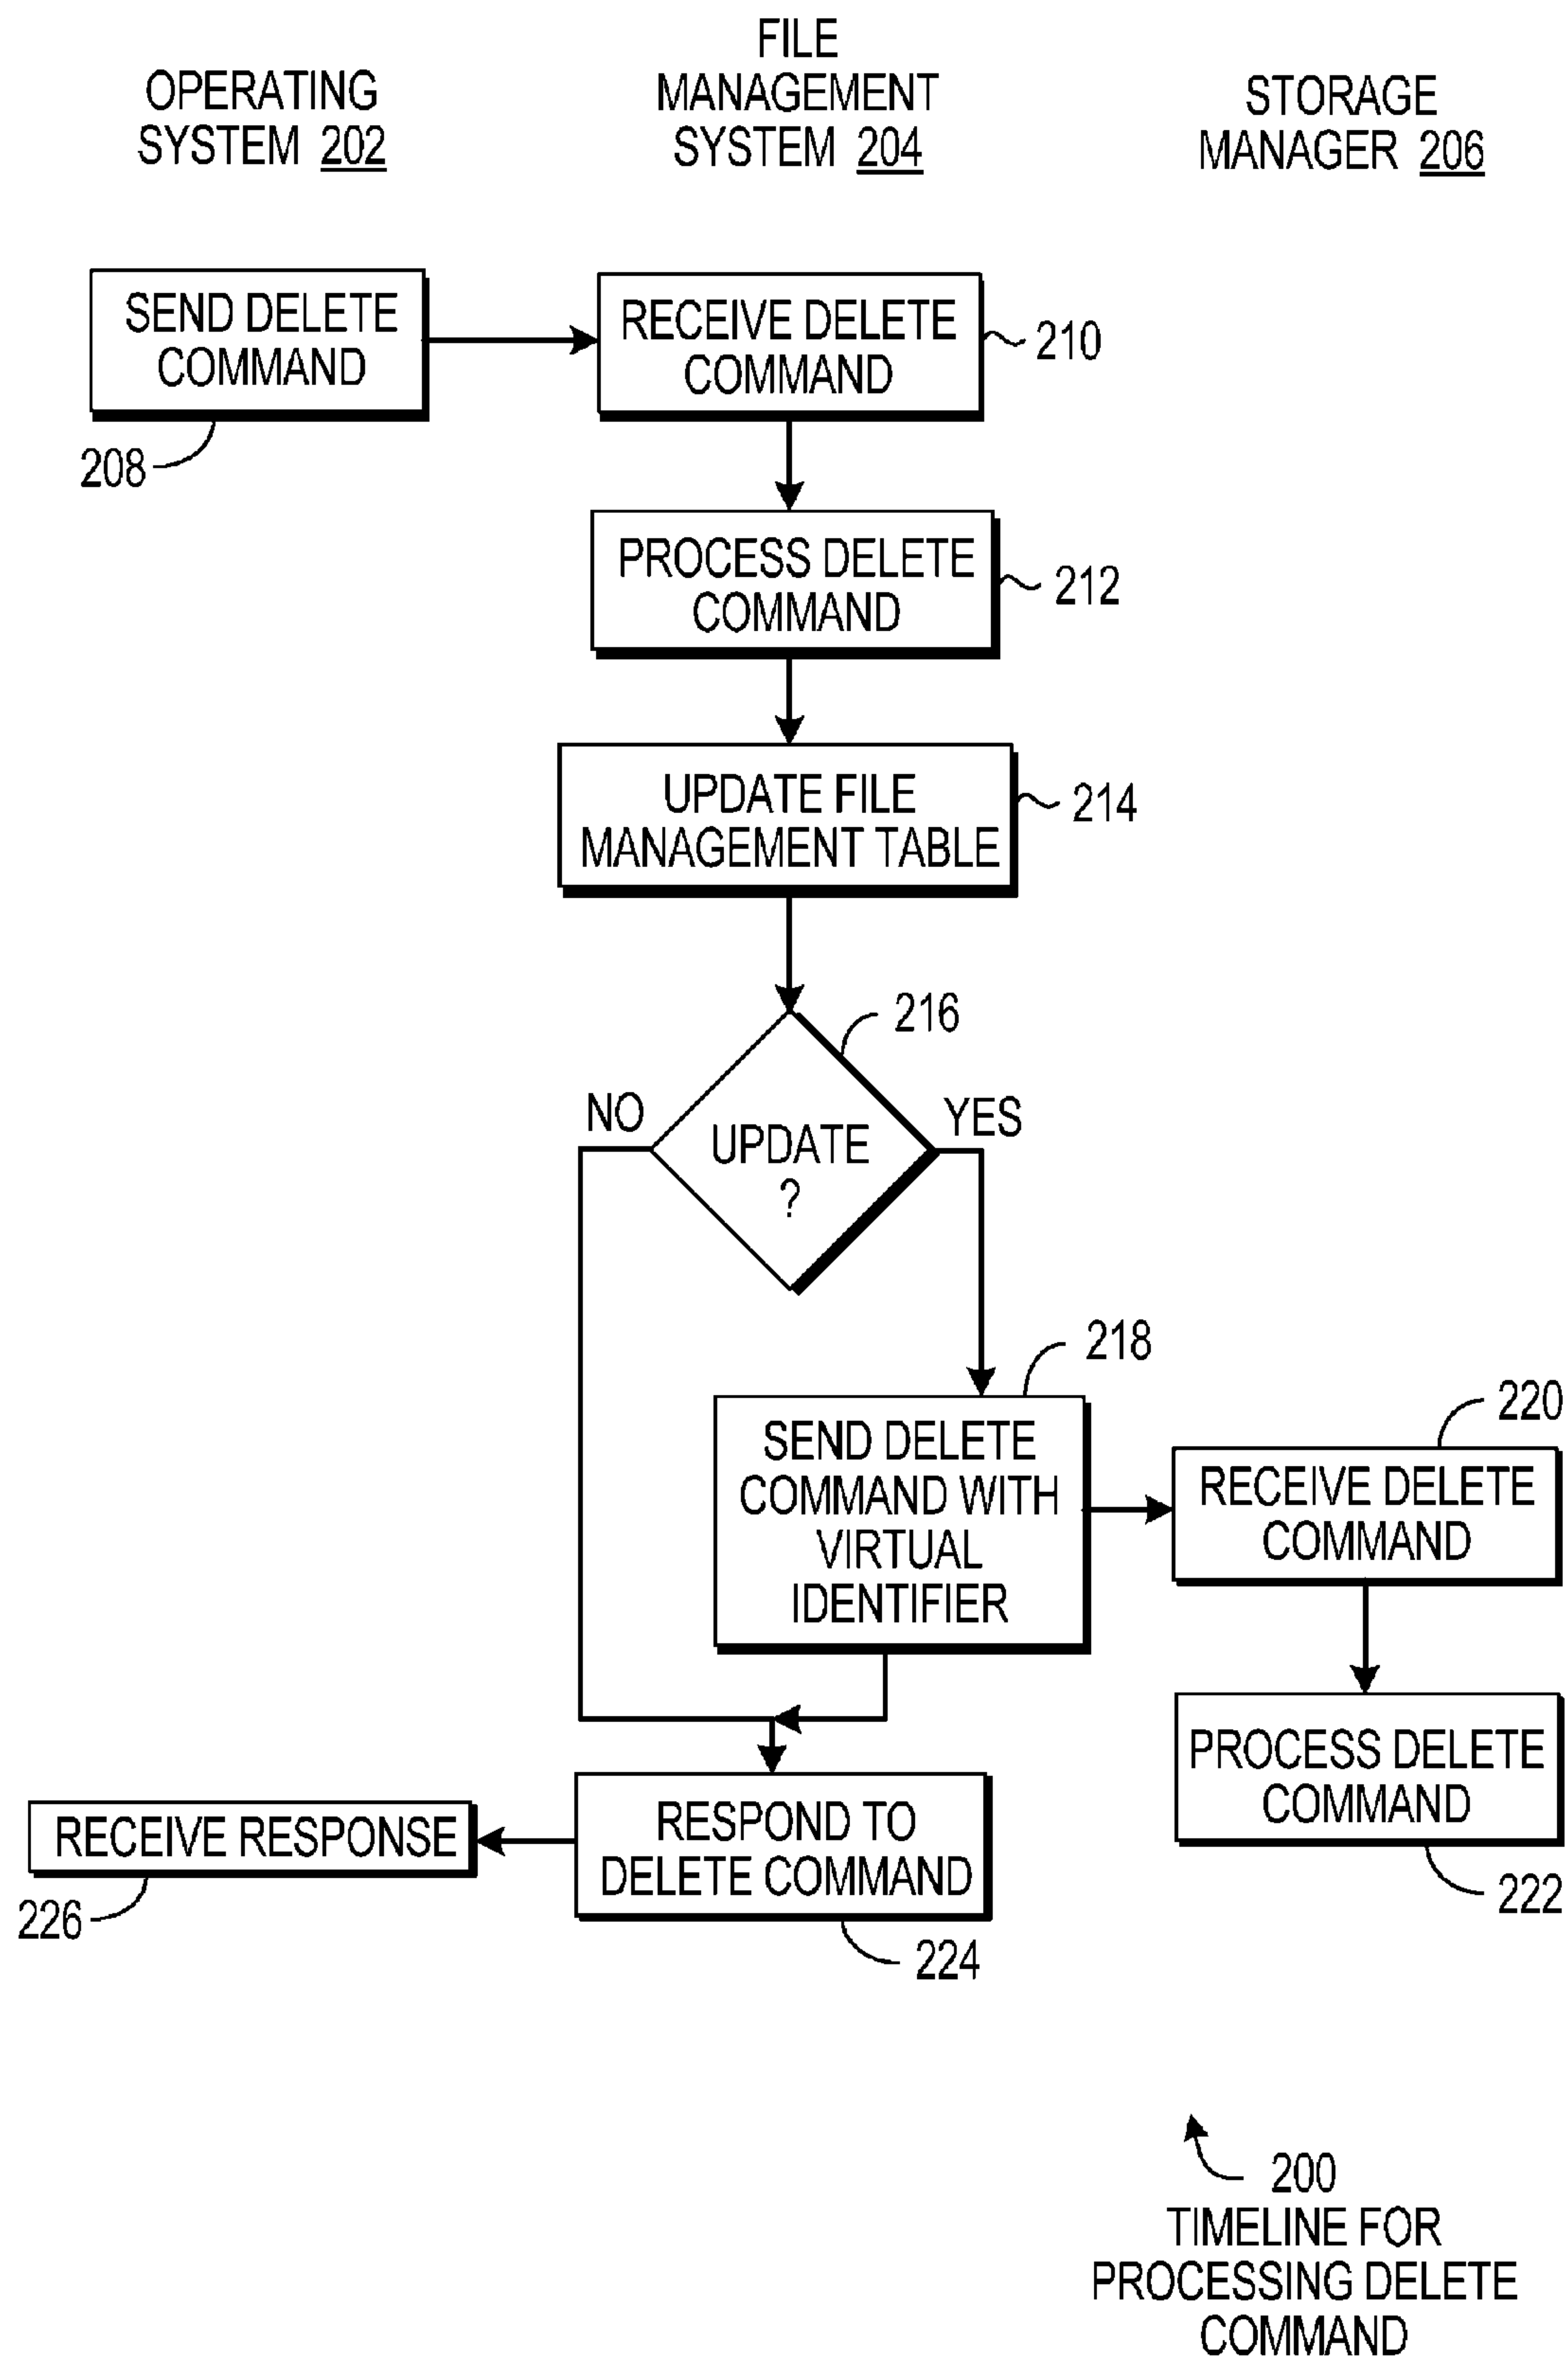 OPERATING
SYSTEM 202
FILE
MANAGEMENT
SYSTEM 204
STORAGE
MANAGER 206
SEND DELETE
COMMAND
208
RECEIVE DELETE
COMMAND
210
PROCESS DELETE
COMMAND
212
UPDATE FILE
MANAGEMENT TABLE
214
216
NO
YES
UPDATE
?
218
SEND DELETE
COMMAND WITH
VIRTUAL
IDENTIFIER
220
RECEIVE DELETE
COMMAND
PROCESS DELETE
COMMAND
222
RESPOND TO
DELETE COMMAND
224
RECEIVE RESPONSE
226
200
TIMELINE FOR
PROCESSING DELETE
COMMAND